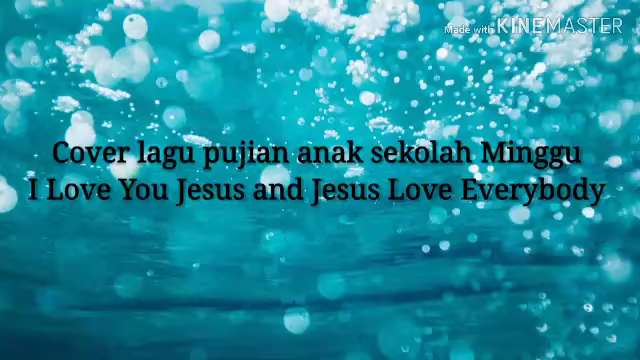 Made with KINEMASTER
Cover lagu pujian anak sekolah Minggu
I Love You Jesus and Jesus Love Everybody